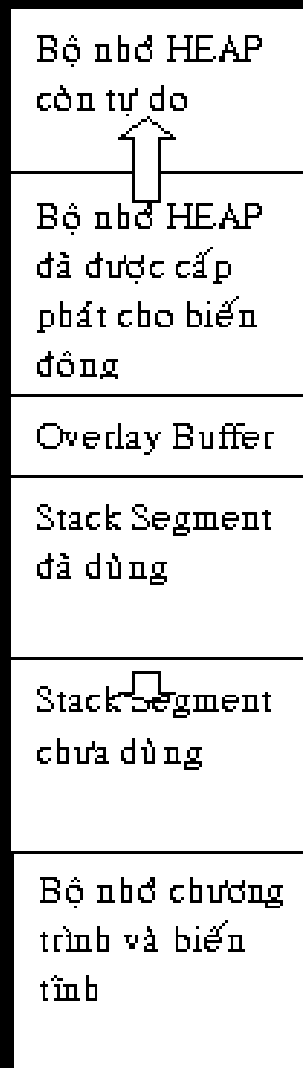 Bộ nhớ HEAP
còn tự do
Bộ nhớ HEAP
đã được cấp
phát cho biến
động
Overlay Buffer
Stack Segment
đã dùng
Stack Segment
chưa dùng
Bộ nhớ chương
trình và biến
tĩnh